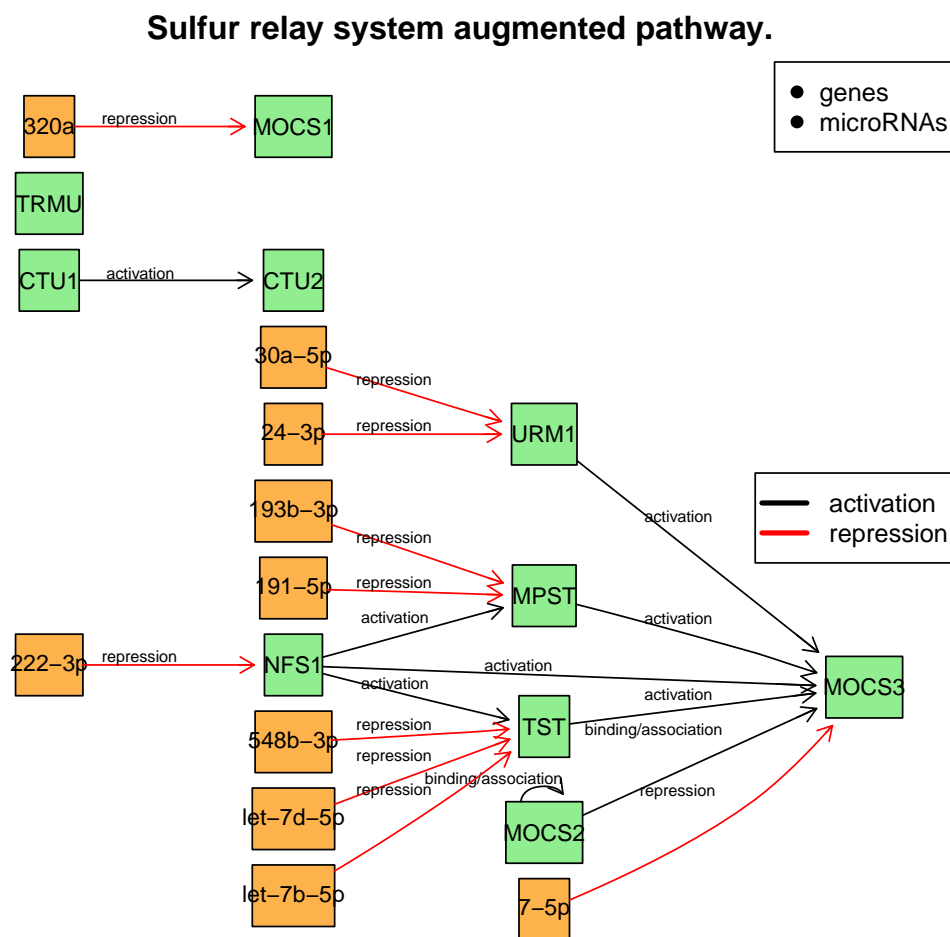 Sulfur relay system augmented pathway.
genes
microRNAs
320a
repression
MOCS1
TRMU
CTU1
activation
CTU2
30a−5p
repression
24−3p
repression
URM1
193b−3p
repression
activation
activation
repression
191−5p
repression
MPST
activation
activation
222−3p
repression
NFS1
activation
activation
MOCS3
activation
548b−3p
repression
TST
binding/association
repression
binding/association
let−7d−5p
repression
repression
MOCS2
let−7b−5p
7−5p